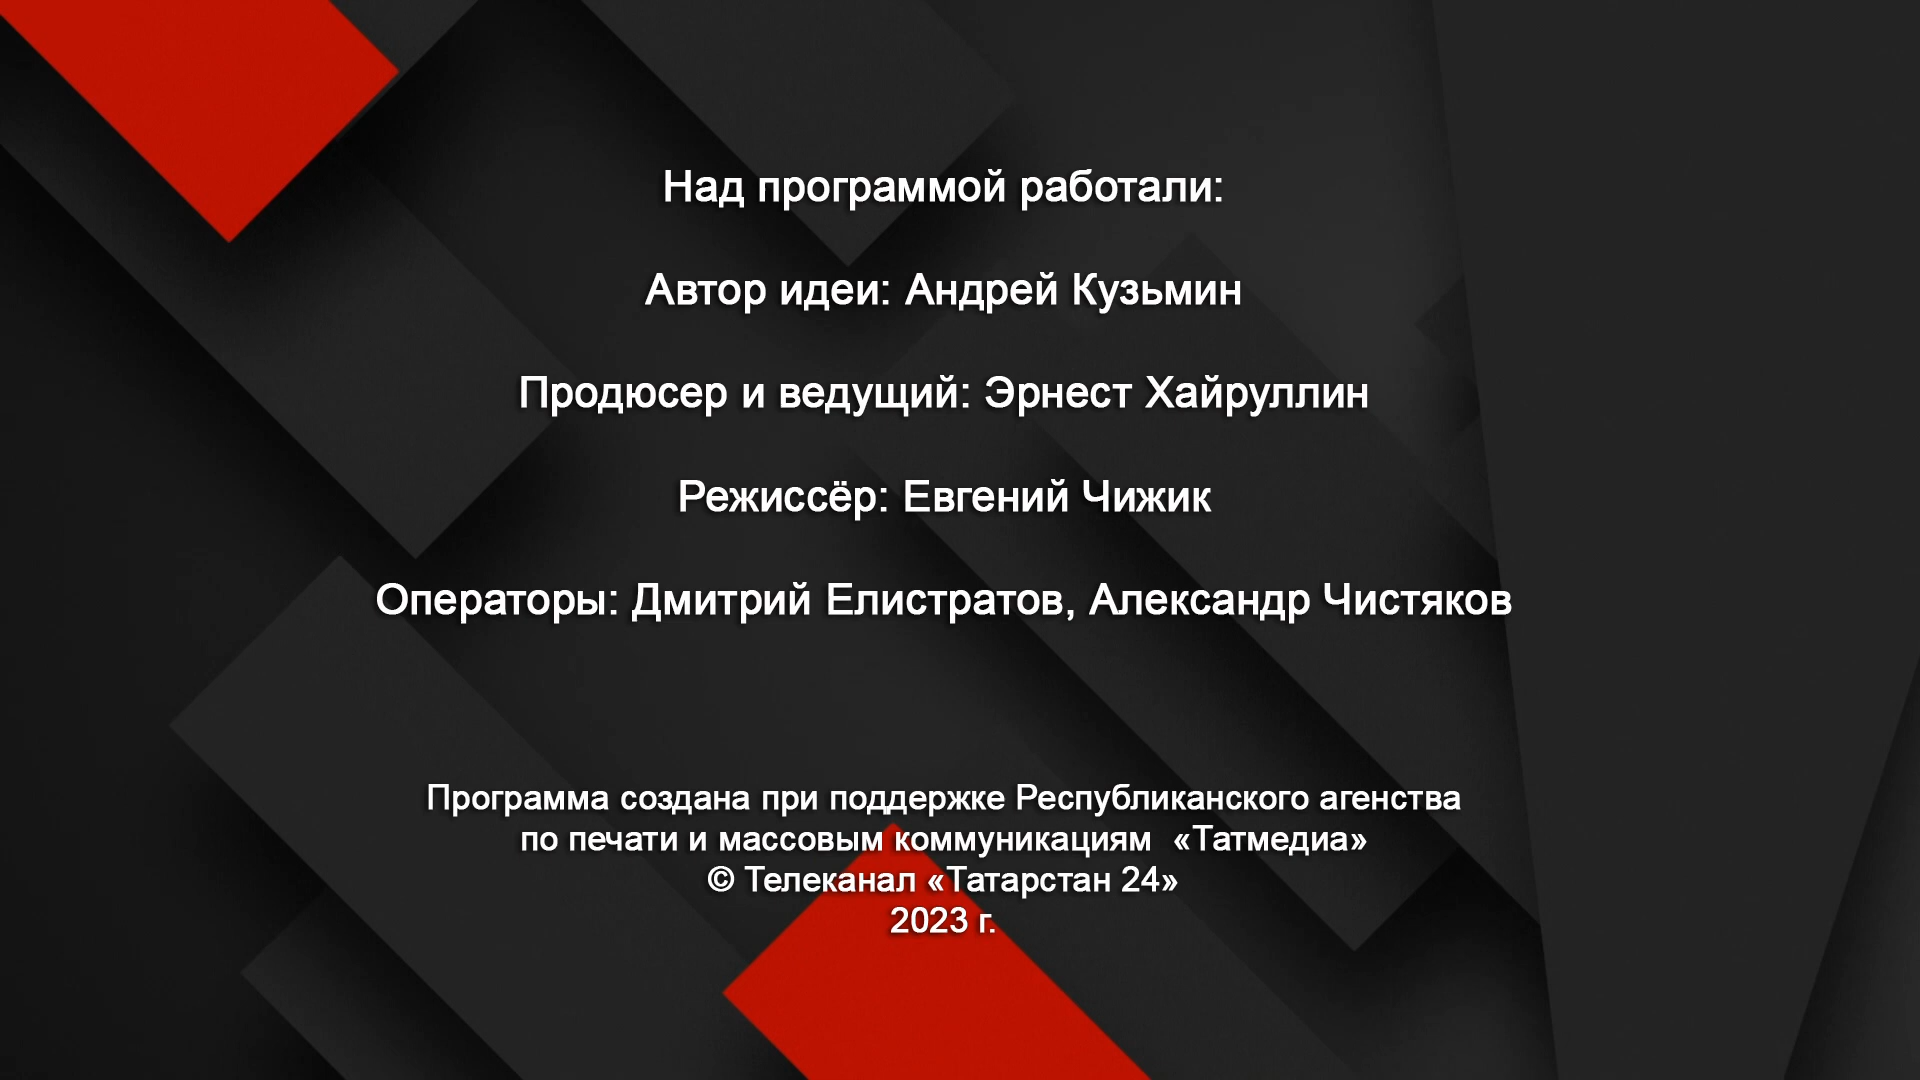 Над программой работали:
Автор идеи: Андрей Кузьмин
Продюсер и ведущий: Эрнест Хайруллин
Режиссёр: Евгений Чижик
Операторы: Дмитрий Елистратов, Александр Чистяков
Программа создана при поддержке Республиканского агенства
по печати и массовым коммуникациям «Татмедиа»
© Телеканал «Татарстан 24»
2023 г.